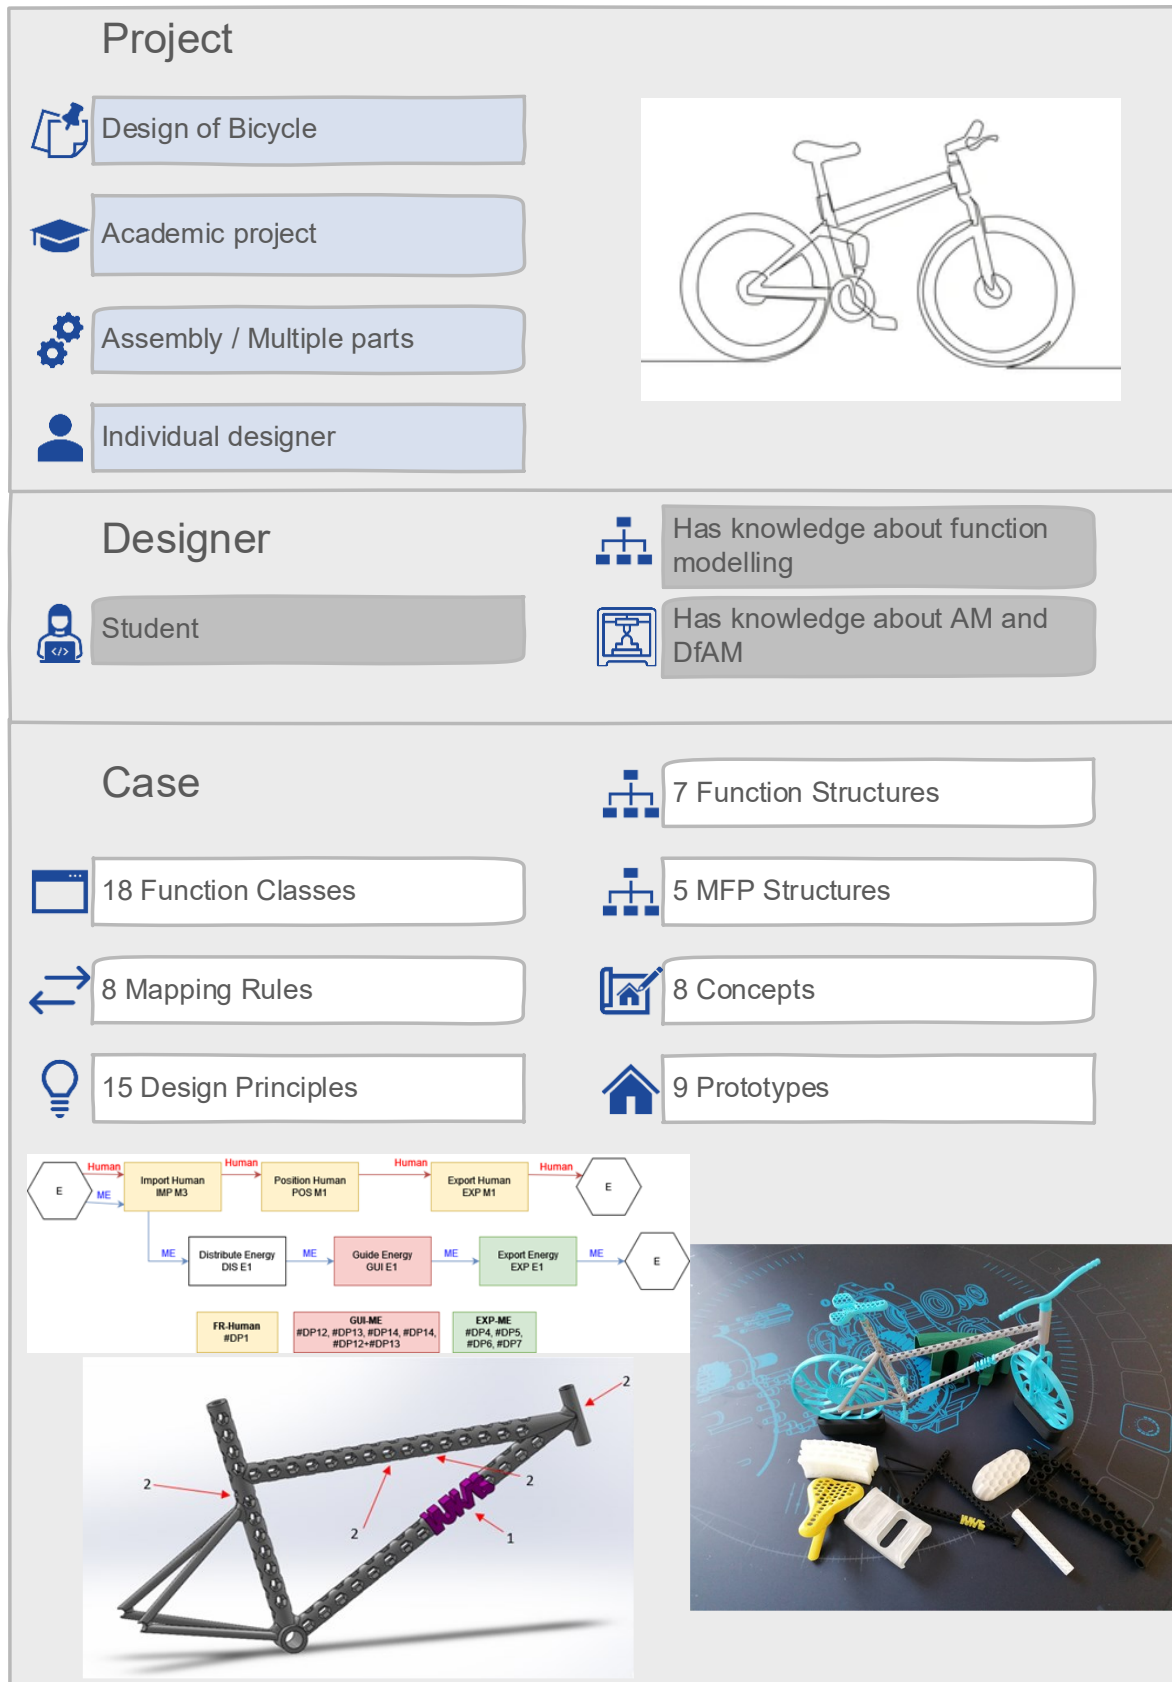 Project
Design of Bicycle
Academic project
Assembly / Multiple parts
Individual designer
Designer
Student
Has knowledge about function
modelling
Has knowledge about AM and
DfAM
Case
18 Function Classes
8 Mapping Rules
15 Design Principles
7 Function Structures
5 MFP Structures
8 Concepts
9 Prototypes
E
Human
ME
Import Human
IMP M3
Human
Position Human
POS M1
Human
Export Human
EXP M1
Human
E
ME
Distribute Energy
DIS E1
ME
Guide Energy
GUI E1
ME
Export Energy
EXP E1
ME
E
FR-Human
#DP1
GUI-ME
#DP12, #DP13, #DP14, #DP14,
#DP12+#DP13
EXP-ME
#DP4, #DP5,
#DP6, #DP7
2
2
2
2
1